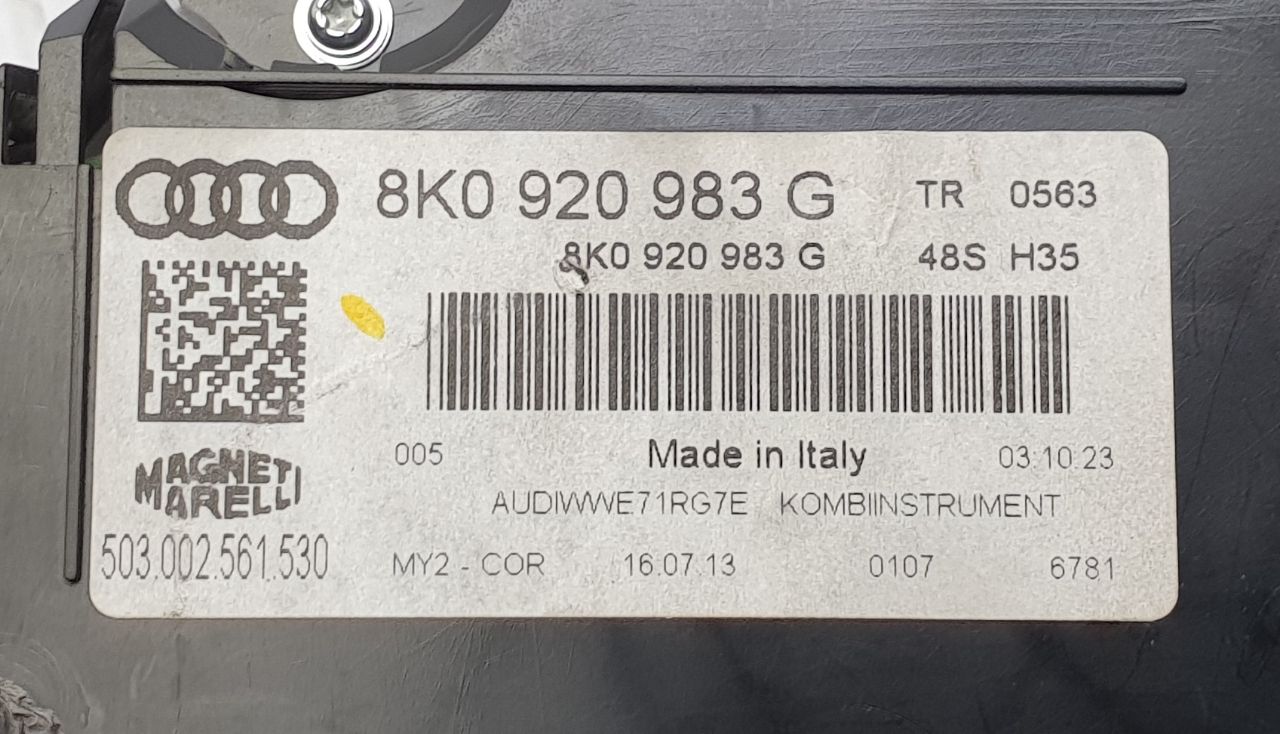 8K0 920 983 G TR 0563
8K0 920 983 G 48S H35
005 Made in Italy 03.10.23
MAGNETI
MARELLI
AUDIWWE71RG7E KOMBIINSTRUMENT
503.002.561.530 MY2 - COR 16.07.13 0107 6781